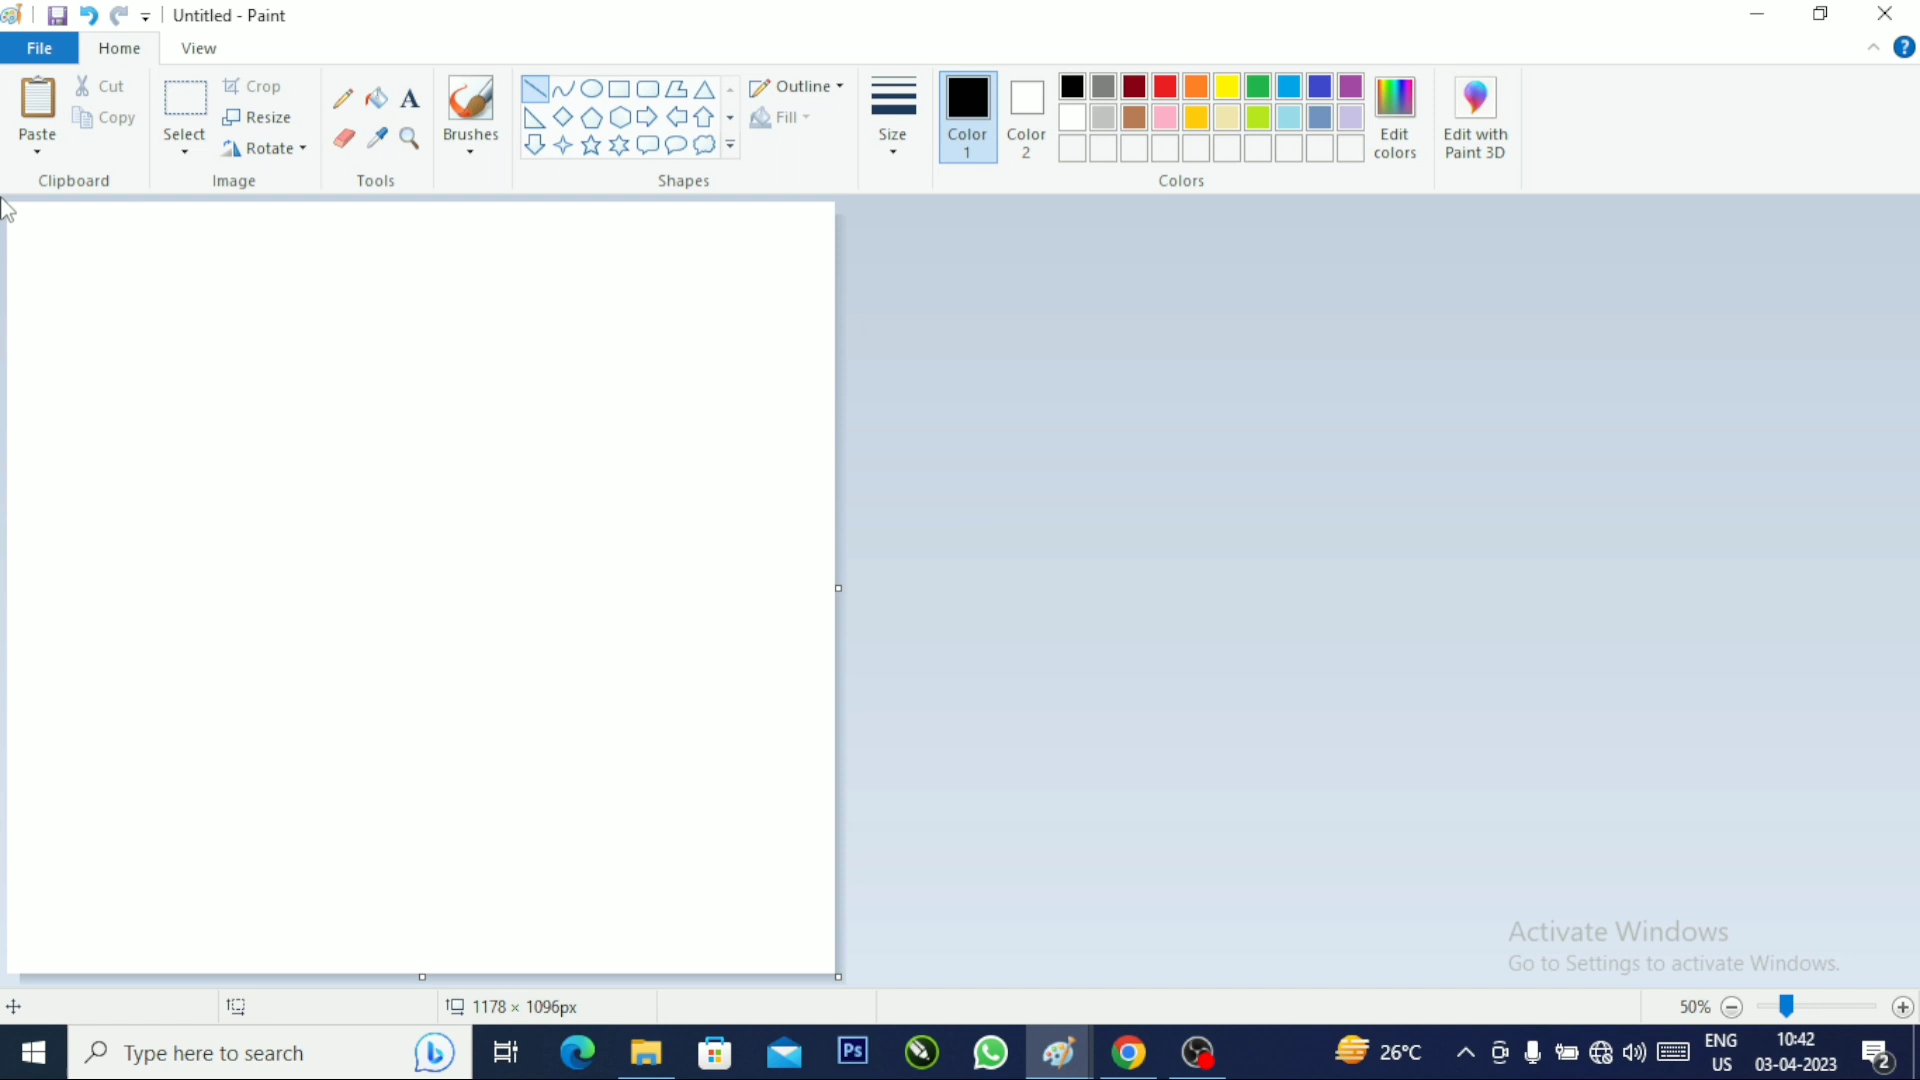 Untitled - Paint
File Home View
Paste
Cut
Copy
Clipboard
Select
Crop
Resize
Rotate
Image
Tools
Brushes
Shapes
Outline
Fill
Size
Color 1
Color 2
Edit colors
Colors
Edit with Paint 3D
Activate Windows
Go to Settings to activate Windows.
1178 × 1096px
50%
Type here to search
Ps
26°C
ENG
US
10:42
03-04-2023
2